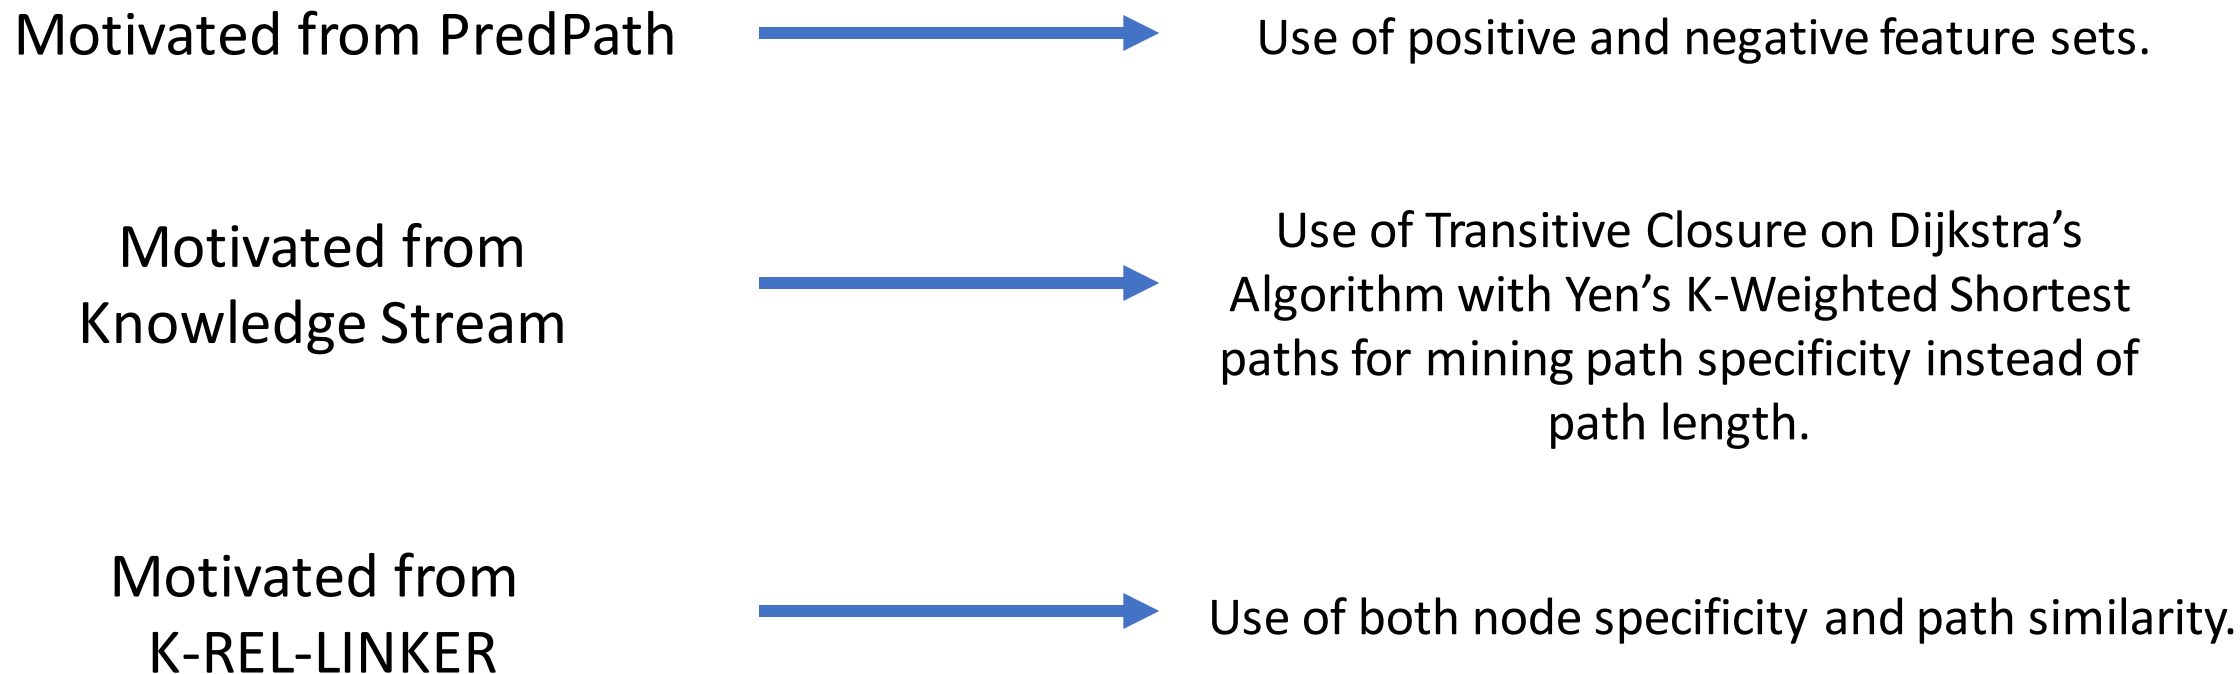 Motivated from PredPath
Use of positive and negative feature sets.
Motivated from
Knowledge Stream
Use of Transitive Closure on Dijkstra’s
Algorithm with Yen’s K-Weighted Shortest
paths for mining path specificity instead of
path length.
Motivated from
K-REL-LINKER
Use of both node specificity and path similarity.